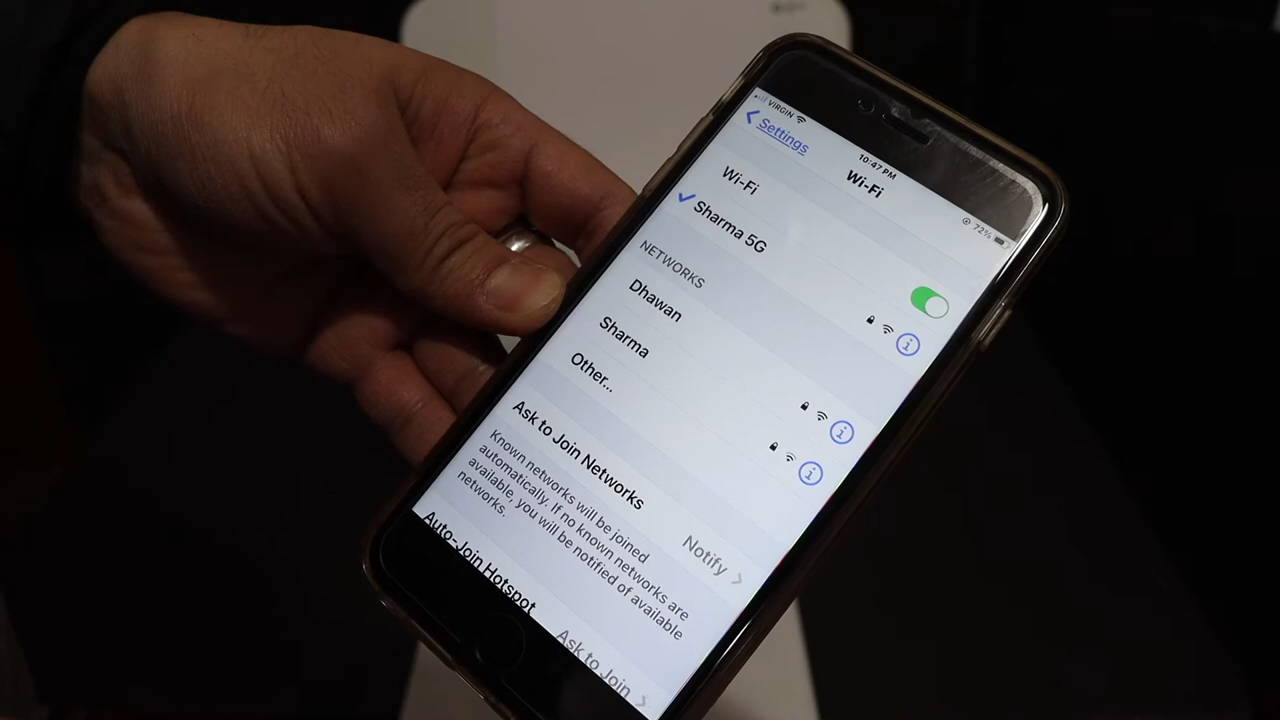 VIRGIN
10:47 PM
72%
Settings
Wi-Fi
Wi-Fi
Sharma 5G
NETWORKS
Dhawan
Sharma
Other...
Ask to Join Networks
Notify
Known networks will be joined
automatically. If no known networks are
available, you will be notified of available
networks.
Auto-Join Hotspot
Ask to Join